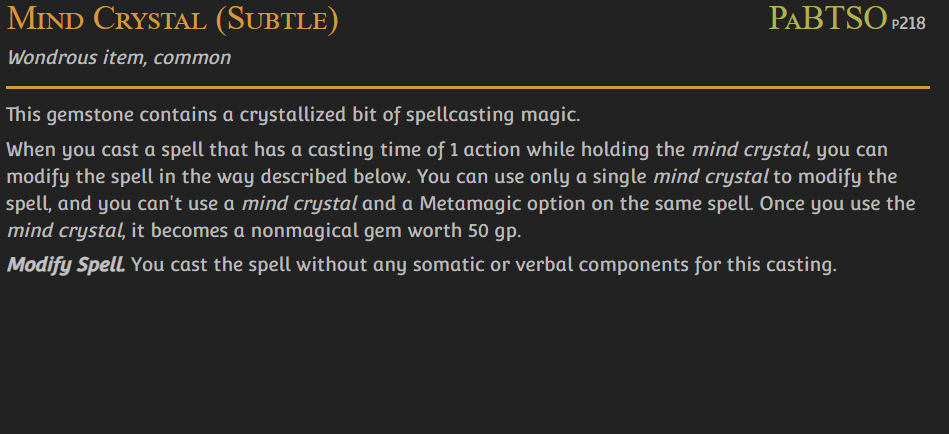 Mind Crystal (Subtle) PaBTSO p218
Wondrous item, common
This gemstone contains a crystallized bit of spellcasting magic.
When you cast a spell that has a casting time of 1 action while holding the mind crystal, you can
modify the spell in the way described below. You can use only a single mind crystal to modify the
spell, and you can't use a mind crystal and a Metamagic option on the same spell. Once you use the
mind crystal, it becomes a nonmagical gem worth 50 gp.
Modify Spell. You cast the spell without any somatic or verbal components for this casting.